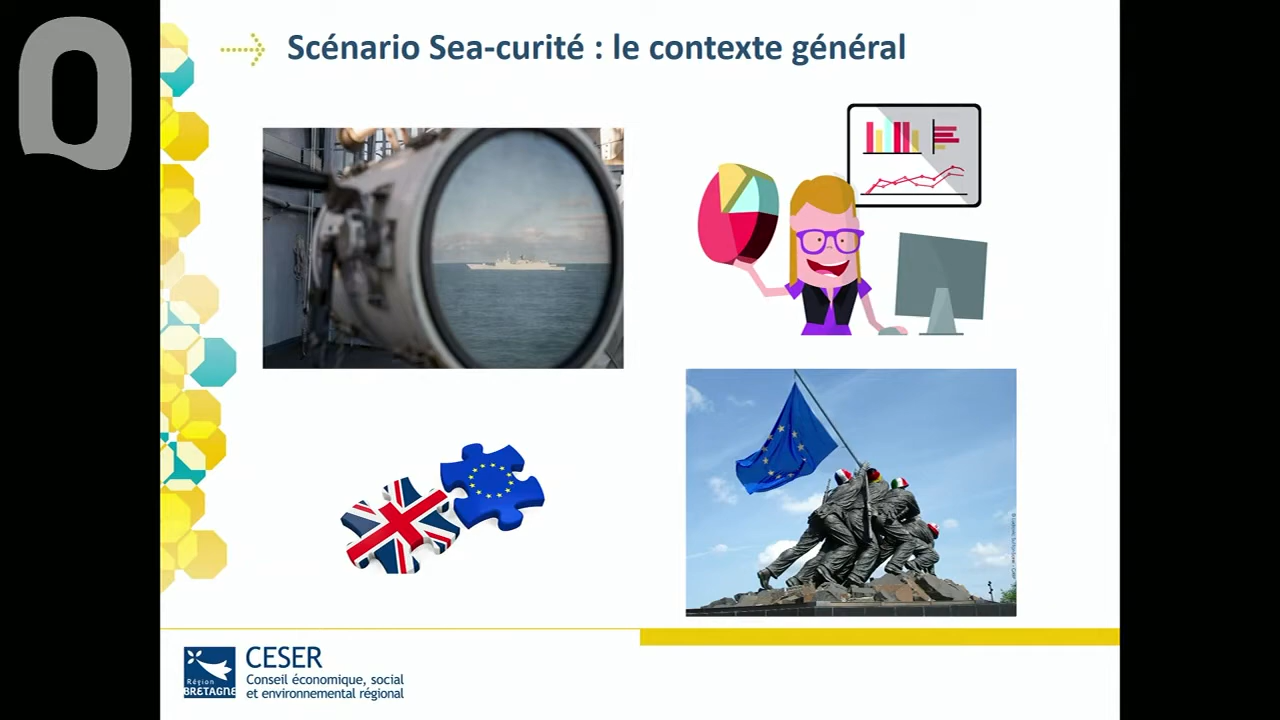 Scénario Sea-curité : le contexte général
CESER
Conseil économique, social
et environnemental régional
Région
BRETAGNE